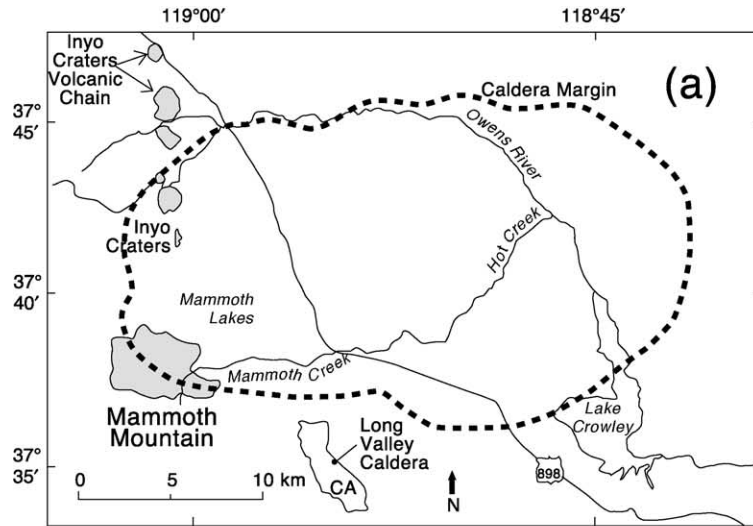 119°00′
118°45′
Inyo
Craters
Volcanic
Chain
Caldera Margin
(a)
37°
45′
Owens River
Inyo
Craters
Hot Creek
37°
40′
Mammoth
Lakes
Mammoth Creek
Mammoth
Mountain
Long
Valley
Caldera
CA
Lake
Crowley
37°
35′
898
0 5 10 km
N